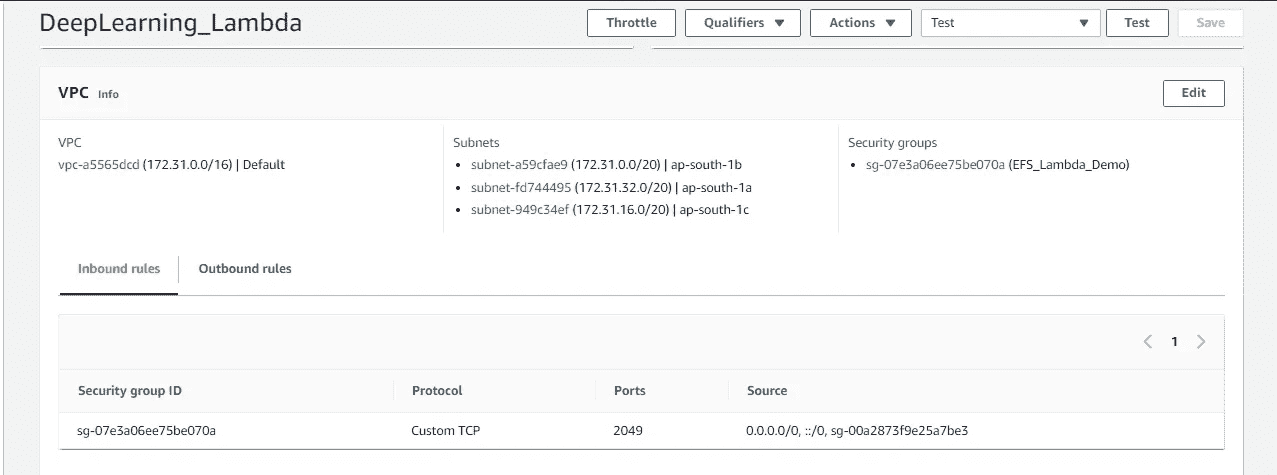 DeepLearning_Lambda
Throttle
Qualifiers
Actions
Test
Test
Save
VPC Info
Edit
VPC
vpc-a5565dcd (172.31.0.0/16) | Default
Subnets
subnet-a59cfae9 (172.31.0.0/20) | ap-south-1b
subnet-fd744495 (172.31.32.0/20) | ap-south-1a
subnet-949c34ef (172.31.16.0/20) | ap-south-1c
Security groups
sg-07e3a06ee75be070a (EFS_Lambda_Demo)
Inbound rules
Outbound rules
1
Security group ID
Protocol
Ports
Source
sg-07e3a06ee75be070a
Custom TCP
2049
0.0.0.0/0, ::/0, sg-00a2873f9e25a7be3